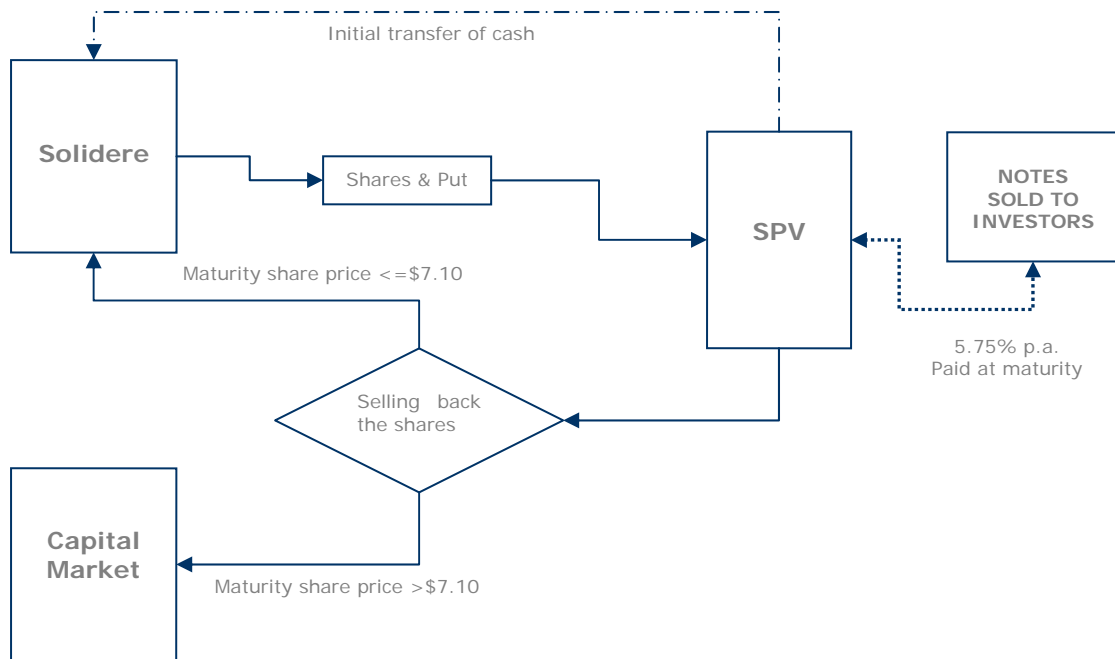 Initial transfer of cash
Solidere
Shares & Put
SPV
NOTES
SOLD TO
INVESTORS
Maturity share price <=$7.10
5.75% p.a.
Paid at maturity
Selling back
the shares
Capital
Market
Maturity share price >$7.10